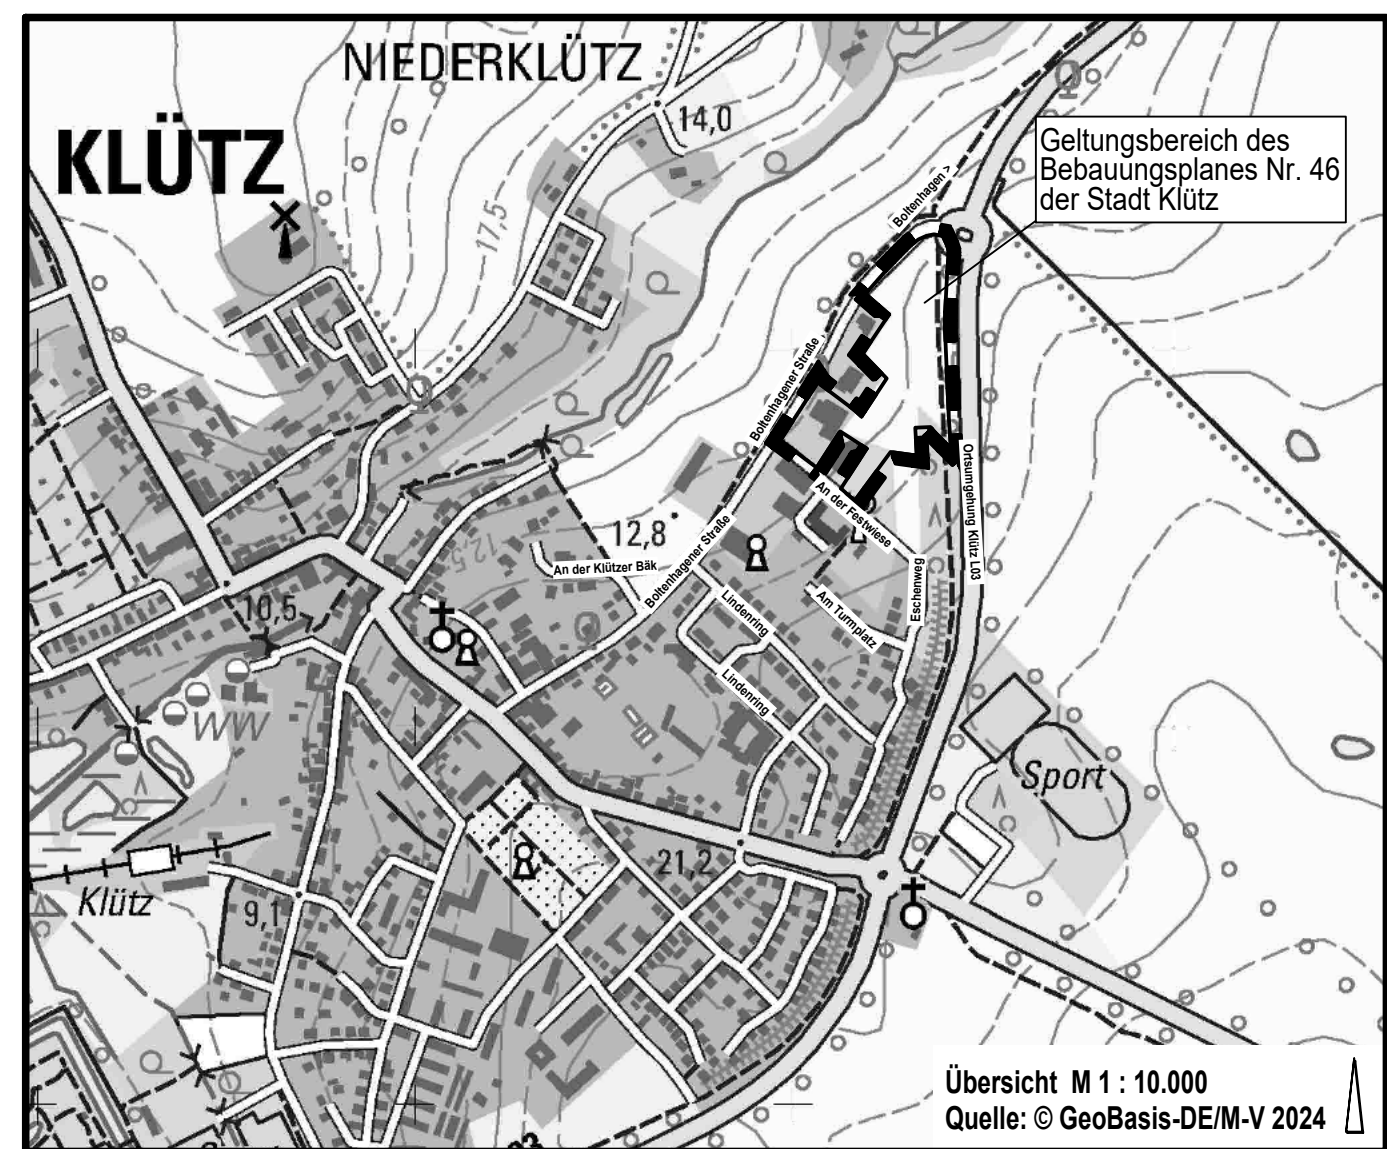 NIEDERKLÜTZ
KLÜTZ
14,0
Geltungsbereich des
Bebauungsplanes Nr. 46
der Stadt Klütz
Boltenhagen >
17,5
Boltenhagener Straße
Ortsumgehung Klütz L03
An der Festwiese
12,8
12,5
An der Klützer Bäk
Boltenhagener Straße
Eschenweg
Lindenring
Am Turmplatz
10,5
Lindenring
WW
Sport
21,2
Klütz
9,1
Übersicht M 1 : 10.000
Quelle: © GeoBasis-DE/M-V 2024